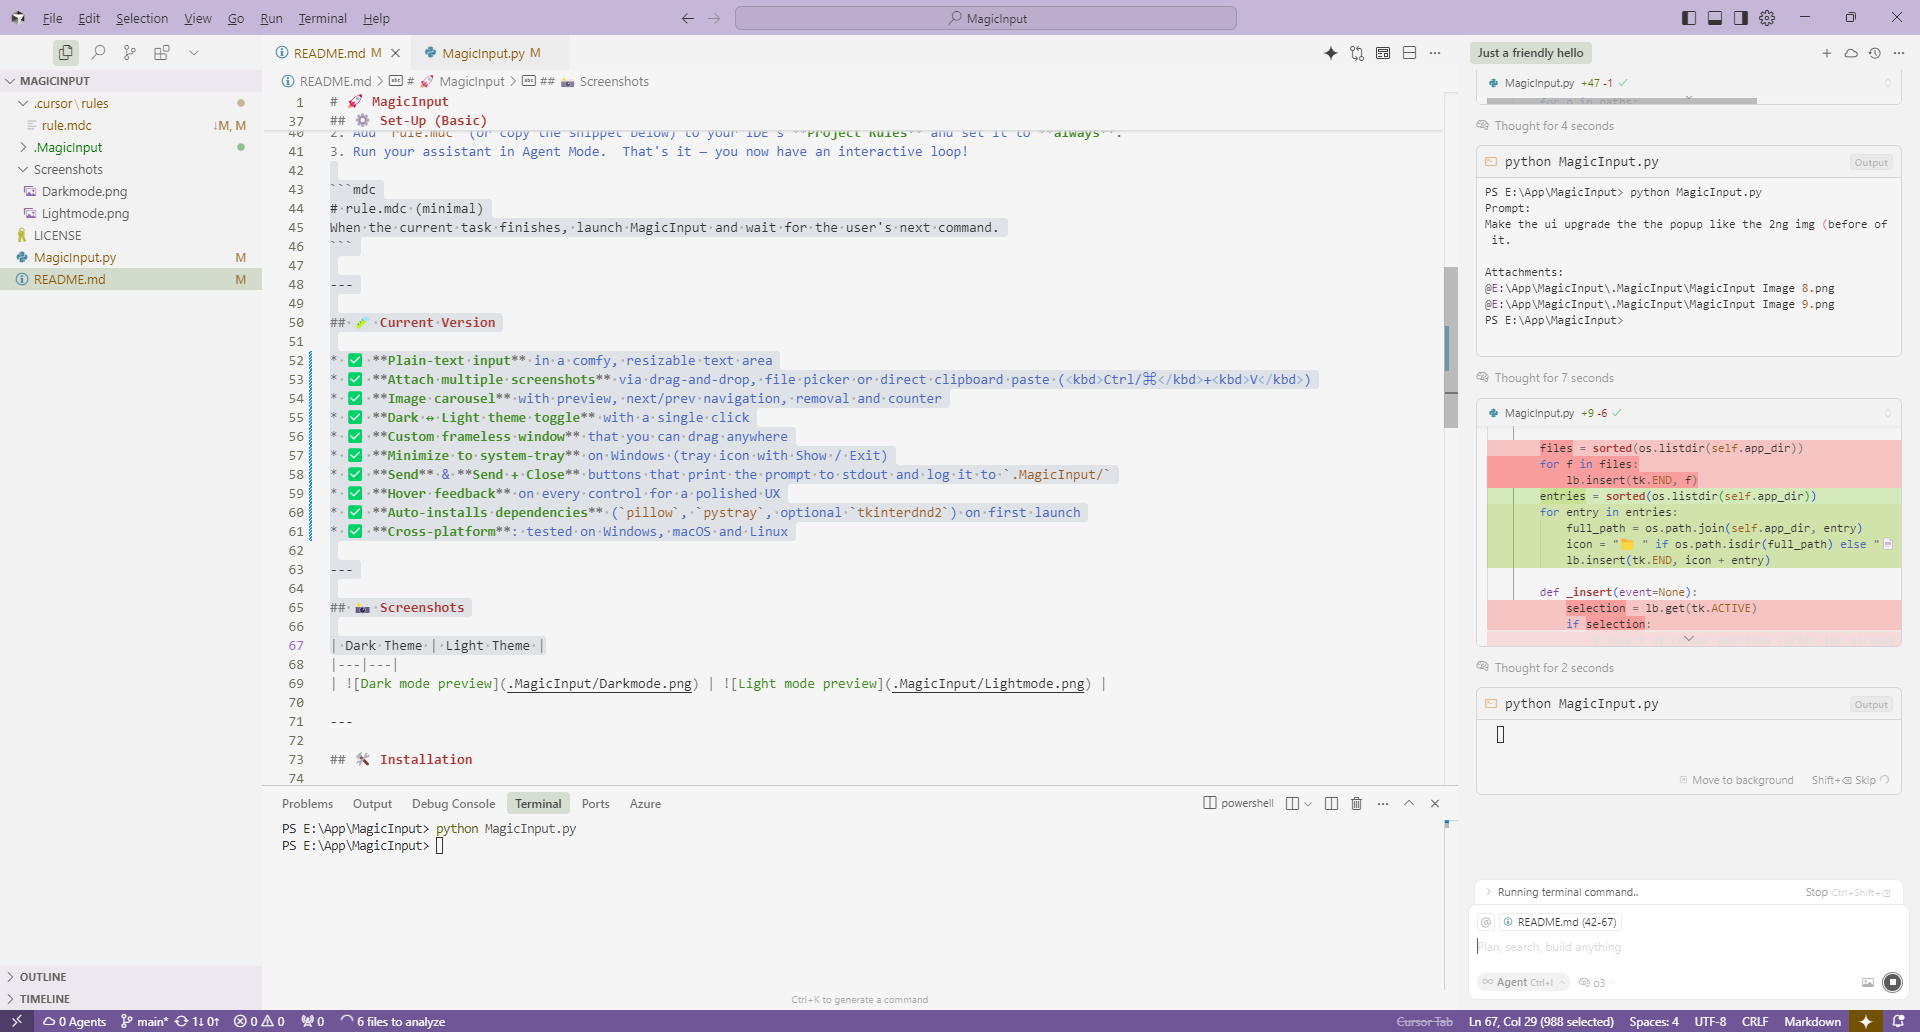 File Edit Selection View Go Run Terminal Help
MagicInput
MAGICINPUT
.cursor\rules
rule.mdc ↓M, M
.MagicInput
Screenshots
Darkmode.png
Lightmode.png
LICENSE
MagicInput.py M
README.md M
OUTLINE
TIMELINE
README.md M
MagicInput.py M
README.md > # 🚀 MagicInput > ## 📸 Screenshots
1 # 🚀 MagicInput
37 ## ⚙️ Set-Up (Basic)
40 2. Add `rule.mdc` (or copy the snippet below) to your IDE's **Project Rules** and set it to **always**.
41 3. Run your assistant in Agent Mode.  That's it — you now have an interactive loop!
42
43 ```mdc
44 # rule.mdc (minimal)
45 When the current task finishes, launch MagicInput and wait for the user's next command.
46 ```
47
48 ---
49
50 ## 🧪 Current Version
51
52 * ✅ **Plain-text input** in a comfy, resizable text area
53 * ✅ **Attach multiple screenshots** via drag-and-drop, file picker or direct clipboard paste (<kbd>Ctrl/⌘</kbd>+<kbd>V</kbd>)
54 * ✅ **Image carousel** with preview, next/prev navigation, removal and counter
55 * ✅ **Dark ↔ Light theme toggle** with a single click
56 * ✅ **Custom frameless window** that you can drag anywhere
57 * ✅ **Minimize to system-tray** on Windows (tray icon with Show / Exit)
58 * ✅ **Send** & **Send + Close** buttons that print the prompt to stdout and log it to `.MagicInput/`
59 * ✅ **Hover feedback** on every control for a polished UX
60 * ✅ **Auto-installs dependencies** (`pillow`, `pystray`, optional `tkinterdnd2`) on first launch
61 * ✅ **Cross-platform**: tested on Windows, macOS and Linux
62
63 ---
64
65 ## 📸 Screenshots
66
67 | Dark Theme | Light Theme |
68 |---|---|
69 | ![Dark mode preview](.MagicInput/Darkmode.png) | ![Light mode preview](.MagicInput/Lightmode.png) |
70
71 ---
72
73 ## 🛠️ Installation
74
Problems Output Debug Console Terminal Ports Azure
powershell
PS E:\App\MagicInput> python MagicInput.py
PS E:\App\MagicInput>
Ctrl+K to generate a command
Just a friendly hello
MagicInput.py +47 -1
for p in paths:
Thought for 4 seconds
python MagicInput.py Output
PS E:\App\MagicInput> python MagicInput.py
Prompt:
Make the ui upgrade the the popup like the 2ng img (before of
it.
Attachments:
@E:\App\MagicInput\.MagicInput\MagicInput Image 8.png
@E:\App\MagicInput\.MagicInput\MagicInput Image 9.png
PS E:\App\MagicInput>
Thought for 7 seconds
MagicInput.py +9 -6
files = sorted(os.listdir(self.app_dir))
for f in files:
lb.insert(tk.END, f)
entries = sorted(os.listdir(self.app_dir))
for entry in entries:
full_path = os.path.join(self.app_dir, entry)
icon = "📁 " if os.path.isdir(full_path) else "📄
lb.insert(tk.END, icon + entry)
def _insert(event=None):
selection = lb.get(tk.ACTIVE)
if selection:
Thought for 2 seconds
python MagicInput.py Output
Move to background Shift+⌫ Skip
Running terminal command.. Stop Ctrl+Shift+⌫
@ README.md (42-67)
Plan, search, build anything
∞ Agent Ctrl+I o3
0 Agents main* 1↓ 0↑ 0 0 0 6 files to analyze
Cursor Tab Ln 67, Col 29 (988 selected) Spaces: 4 UTF-8 CRLF Markdown